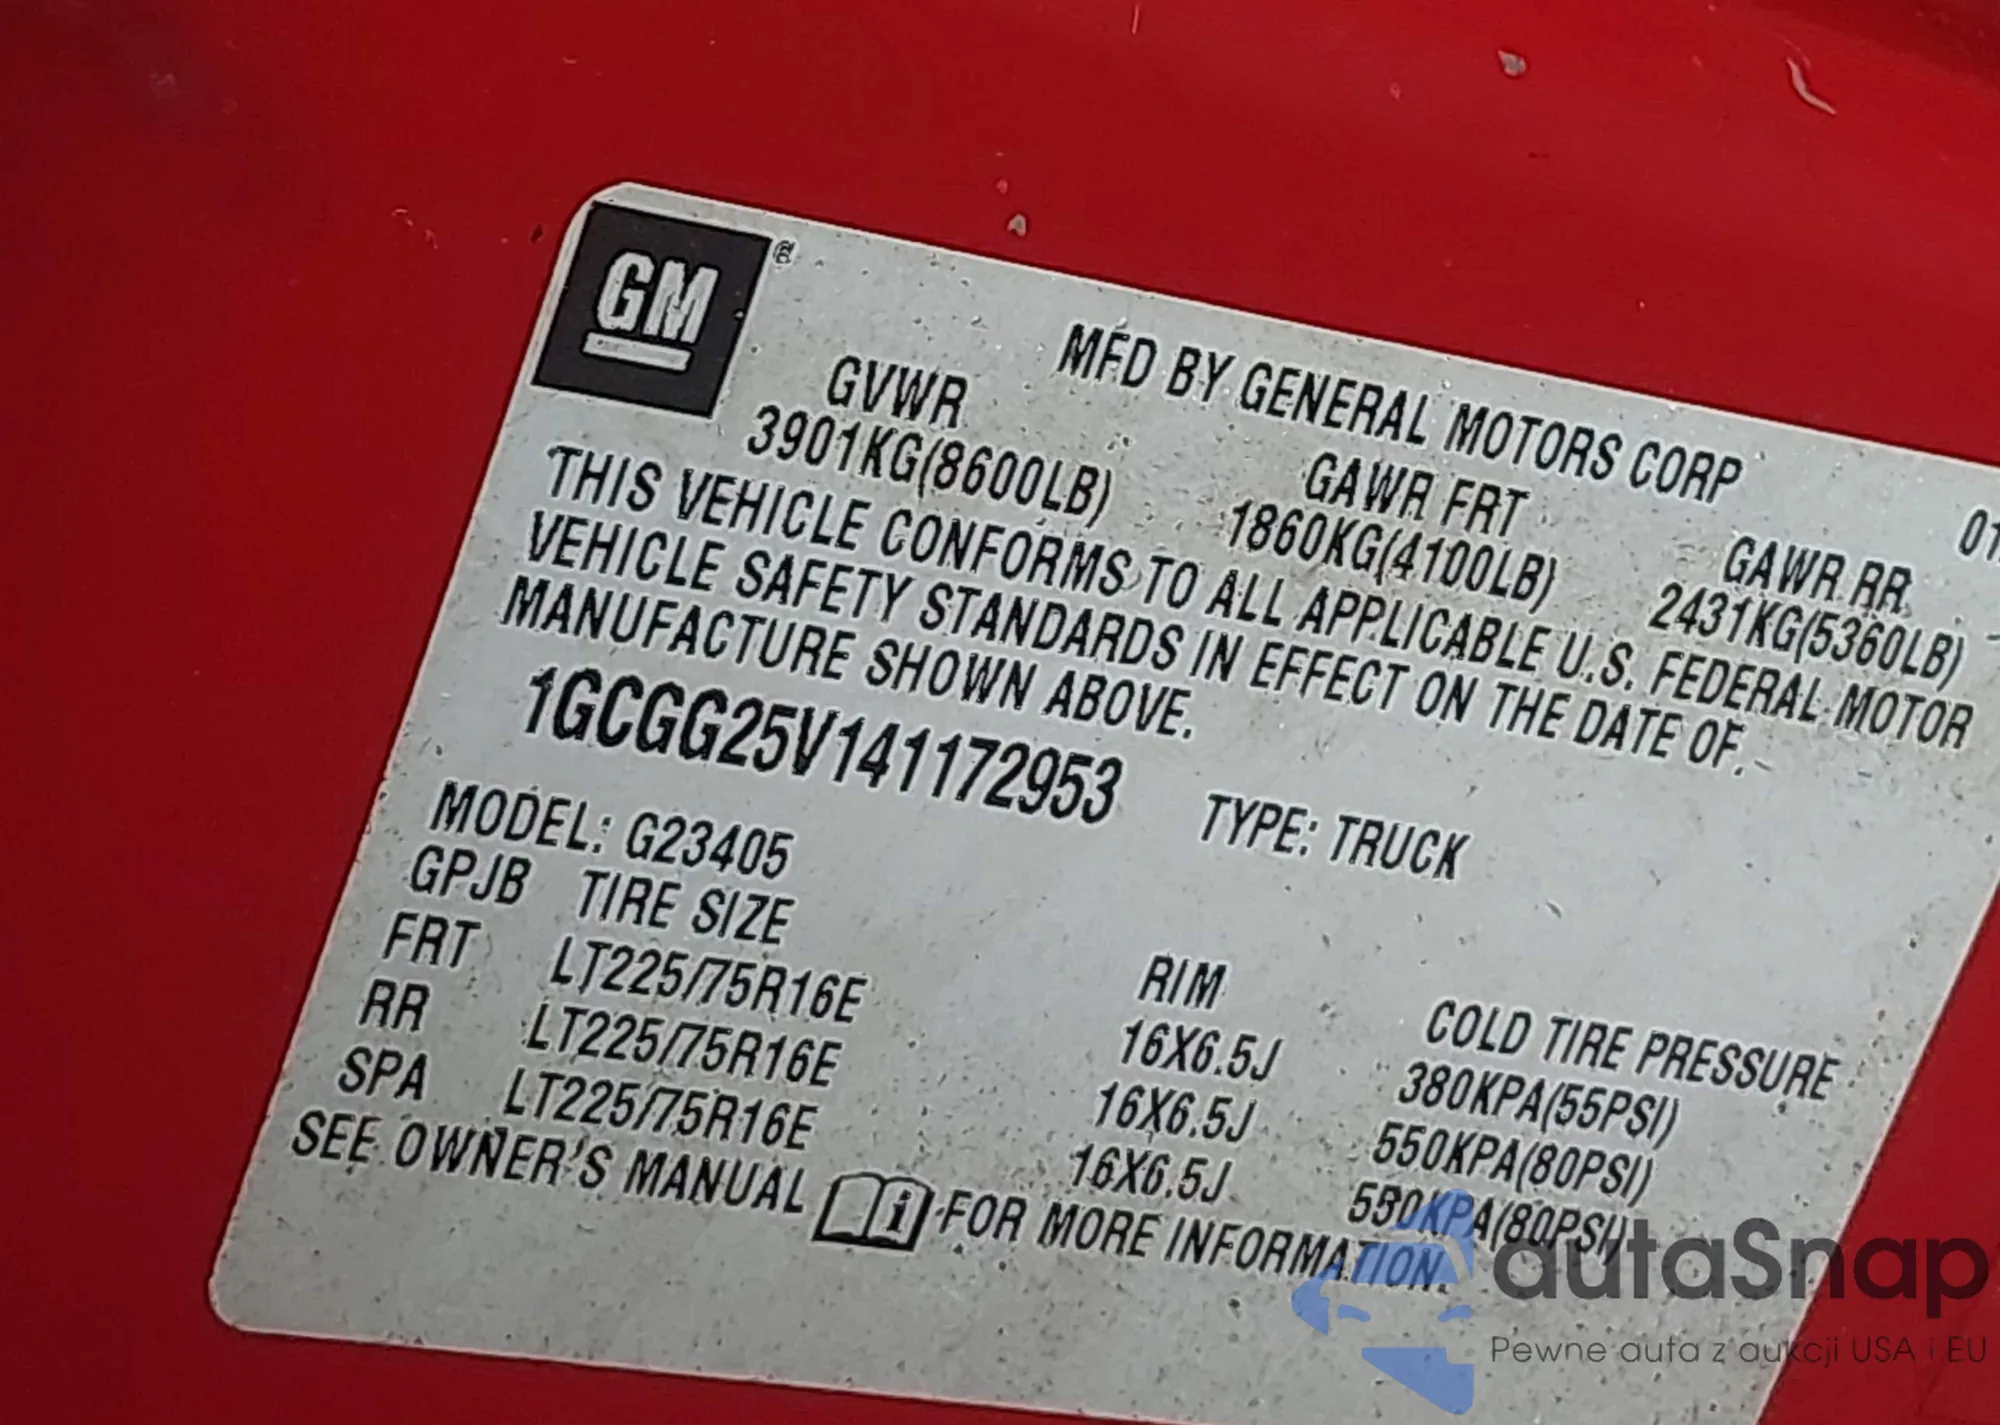 GM®
MFD BY GENERAL MOTORS CORP
01
GVWR
GAWR FRT
GAWR RR
3901KG(8600LB)
1860KG(4100LB)
2431KG(5360LB)
THIS VEHICLE CONFORMS TO ALL APPLICABLE U.S. FEDERAL MOTOR
VEHICLE SAFETY STANDARDS IN EFFECT ON THE DATE OF
MANUFACTURE SHOWN ABOVE.
1GCGG25V141172953
TYPE: TRUCK
MODEL: G23405
GPJB TIRE SIZE RIM COLD TIRE PRESSURE
FRT LT225/75R16E 16X6.5J 380KPA(55PSI)
RR LT225/75R16E 16X6.5J 550KPA(80PSI)
SPA LT225/75R16E 16X6.5J 550KPA(80PSI)
SEE OWNER'S MANUAL i FOR MORE INFORMATION.
autaSnap
Pewne auta z aukcji USA i EU